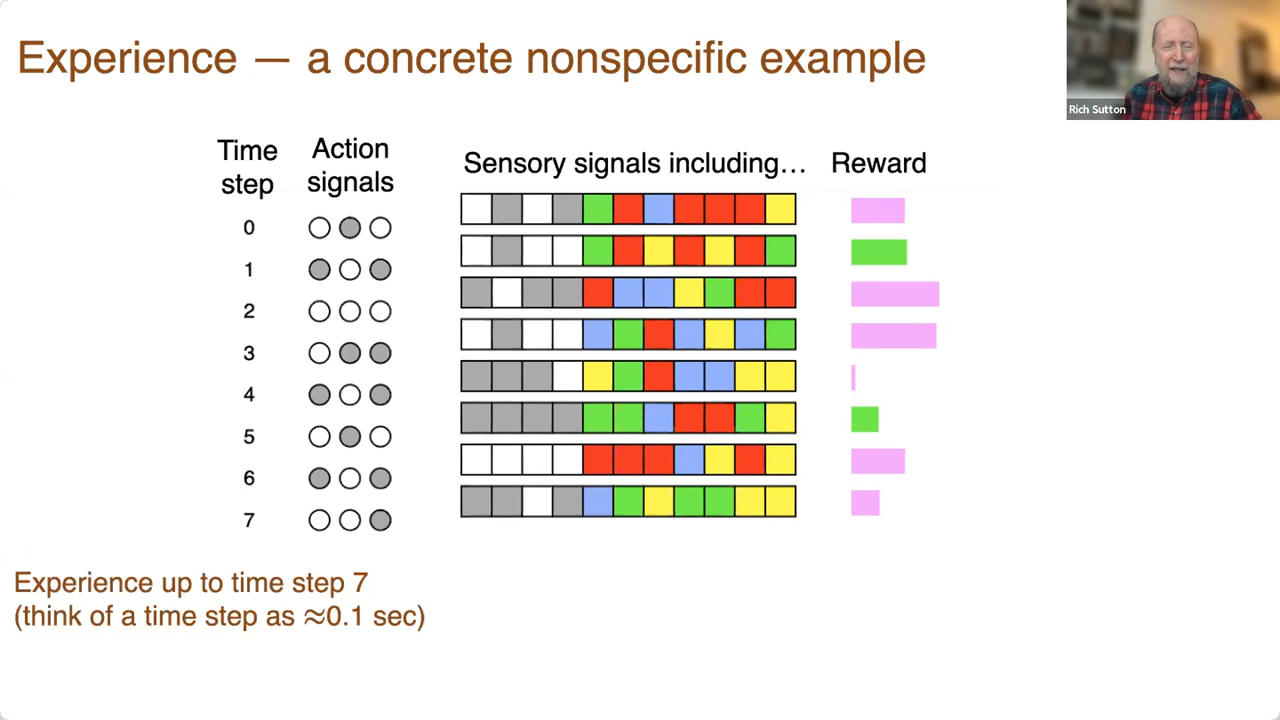 Experience — a concrete nonspecific example
Rich Sutton
Time step
Action signals
Sensory signals including…
Reward
0
1
2
3
4
5
6
7
Experience up to time step 7
(think of a time step as ≈0.1 sec)